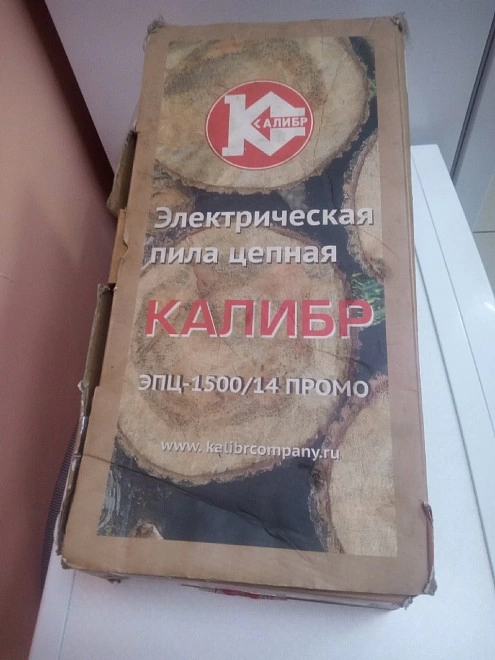 КАЛИБР
Электрическая
пила цепная
КАЛИБР
ЭПЦ-1500/14 ПРОМО
www. kalibrcompany.ru